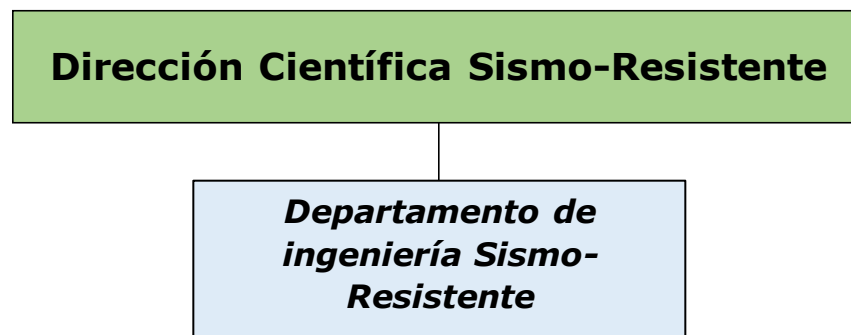 Dirección Científica Sismo-Resistente
Departamento de
ingeniería Sismo-
Resistente